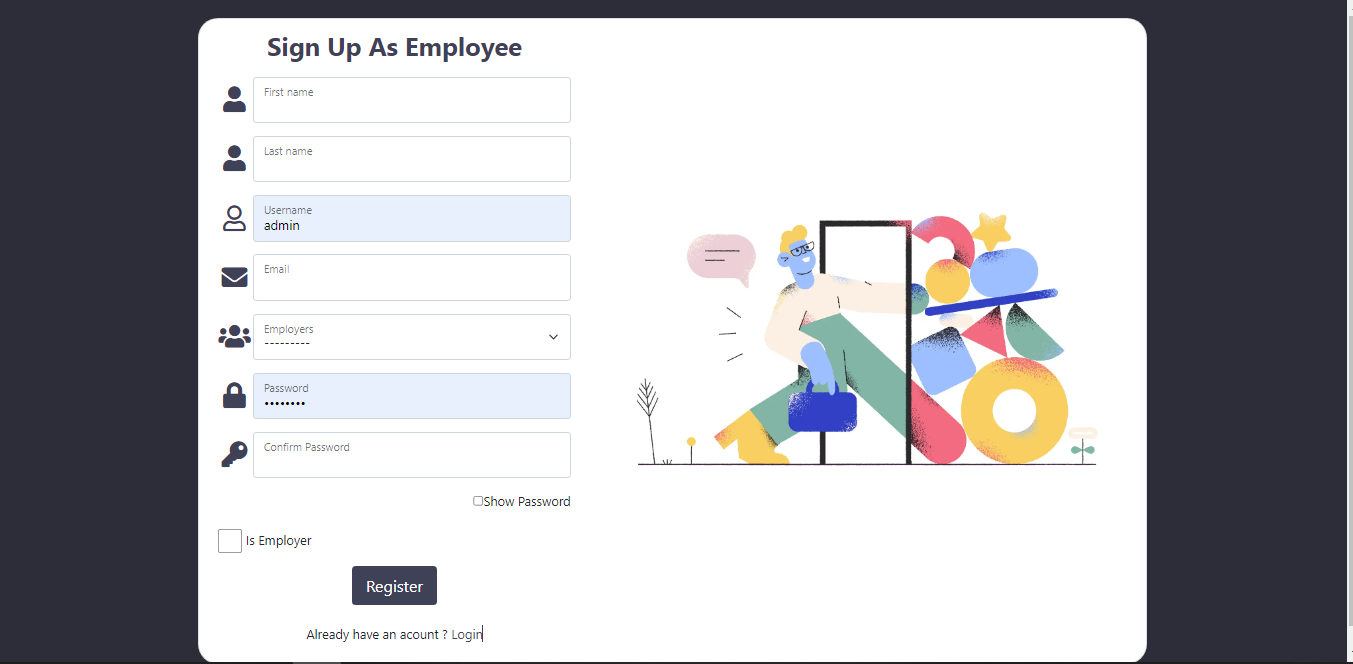 Sign Up As Employee
First name
Last name
Username
admin
Email
Employers
---------
Password
••••••••
Confirm Password
Show Password
Is Employer
Register
Already have an acount ? Login